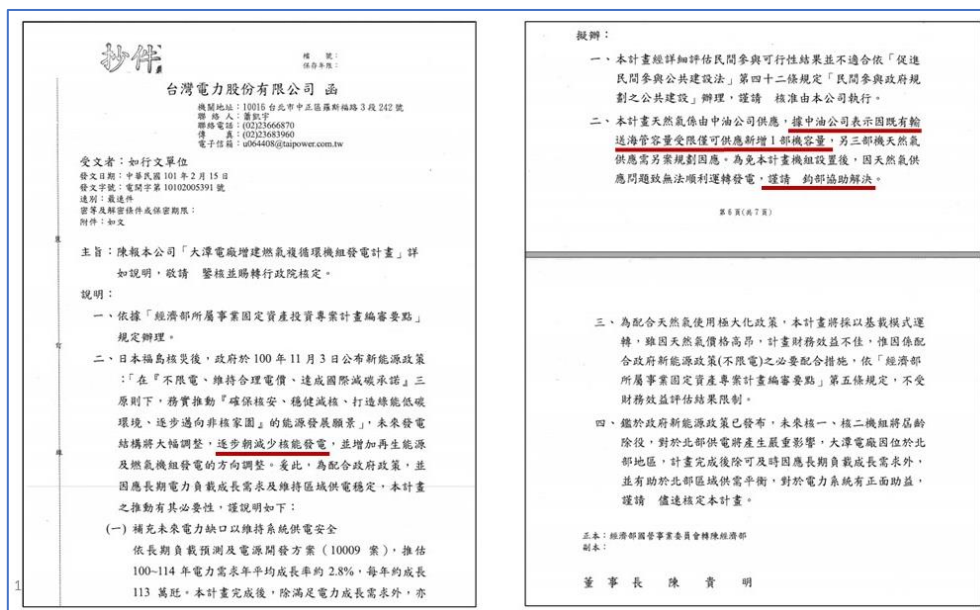 抄件
檔　號：
保存年限：
台灣電力股份有限公司　函
機關地址：10016 台北市中正區羅斯福路 3 段 242 號
聯 絡 人：蕭凱宇
聯絡電話：(02)23666870
傳　　真：(02)23683960
電子信箱：u064408@taipower.com.tw
受文者：如行文單位
發文日期：中華民國 101 年 2 月 15 日
發文字號：電開字第 10102005391 號
速別：最速件
密等及解密條件或保密期限：
附件：如文
主旨：陳報本公司「大潭電廠增建燃氣複循環機組發電計畫」詳
如說明，敬請　鑒核並賜轉行政院核定。
說明：
一、依據「經濟部所屬事業固定資產投資專案計畫編審要點」
規定辦理。
二、日本福島核災後，政府於 100 年 11 月 3 日公布新能源政策
：「在『不限電、維持合理電價、達成國際減碳承諾』三
原則下，務實推動『確保核安、穩健減核、打造綠能低碳
環境、逐步邁向非核家園』的能源發展願景」，未來發電
結構將大幅調整，逐步朝減少核能發電，並增加再生能源
及燃氣機組發電的方向調整。爰此，為配合政府政策，並
因應長期電力負載成長需求及維持區域供電穩定，本計畫
之推動有其必要性，謹說明如下：
(一) 補充未來電力缺口以維持系統供電安全
依長期負載預測及電源開發方案（10009 案），推估
100~114 年電力需求年平均成長率約 2.8%，每年約成長
113 萬瓩。本計畫完成後，除滿足電力成長需求外，亦
裝
訂
線
1
擬辦：
一、本計畫經詳細評估民間參與可行性結果並不適合依「促進
民間參與公共建設法」第四十二條規定「民間參與政府規
劃之公共建設」辦理，謹請　核准由本公司執行。
二、本計畫天然氣係由中油公司供應，據中油公司表示因既有輸
送海管容量受限僅可供應新增 1 部機容量，另三部機天然氣
供應需另案規劃因應。為免本計畫機組設置後，因天然氣供
應問題致無法順利運轉發電，謹請　鈞部協助解決。
第 6 頁(共 7 頁)
三、為配合天然氣使用極大化政策，本計畫將採以基載模式運
轉，雖因天然氣價格高昂，計畫財務效益不佳，惟因係配
合政府新能源政策(不限電)之必要配合措施，依「經濟部
所屬事業固定資產專案計畫編審要點」第五條規定，不受
財務效益評估結果限制。
四、鑑於政府新能源政策已發布，未來核一、核二機組將屆齡
除役，對於北部供電將產生嚴重影響，大潭電廠因位於北
部地區，計畫完成後除可及時因應長期負載成長需求外，
並有助於北部區域供需平衡，對於電力系統有正面助益，
謹請　儘速核定本計畫。
正本：經濟部國營事業委員會轉陳經濟部
副本：
董 事 長　陳　貴　明